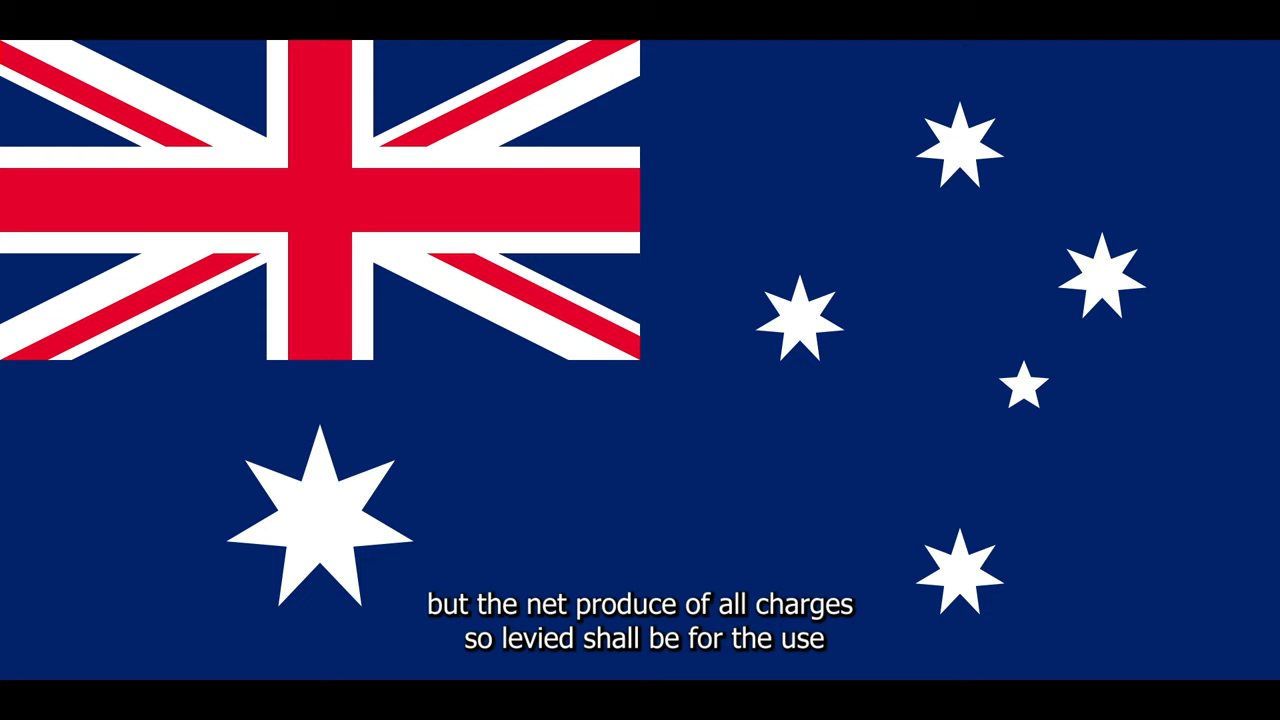 but the net produce of all charges
so levied shall be for the use